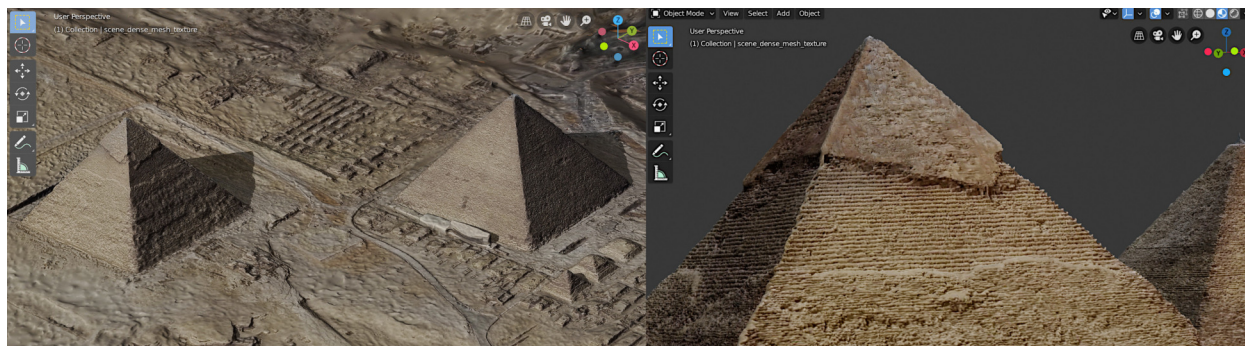 User Perspective
(1) Collection | scene_dense_mesh_texture
Z
Y
X
Object Mode View Select Add Object
User Perspective
(1) Collection | scene_dense_mesh_texture
Z
Y
X